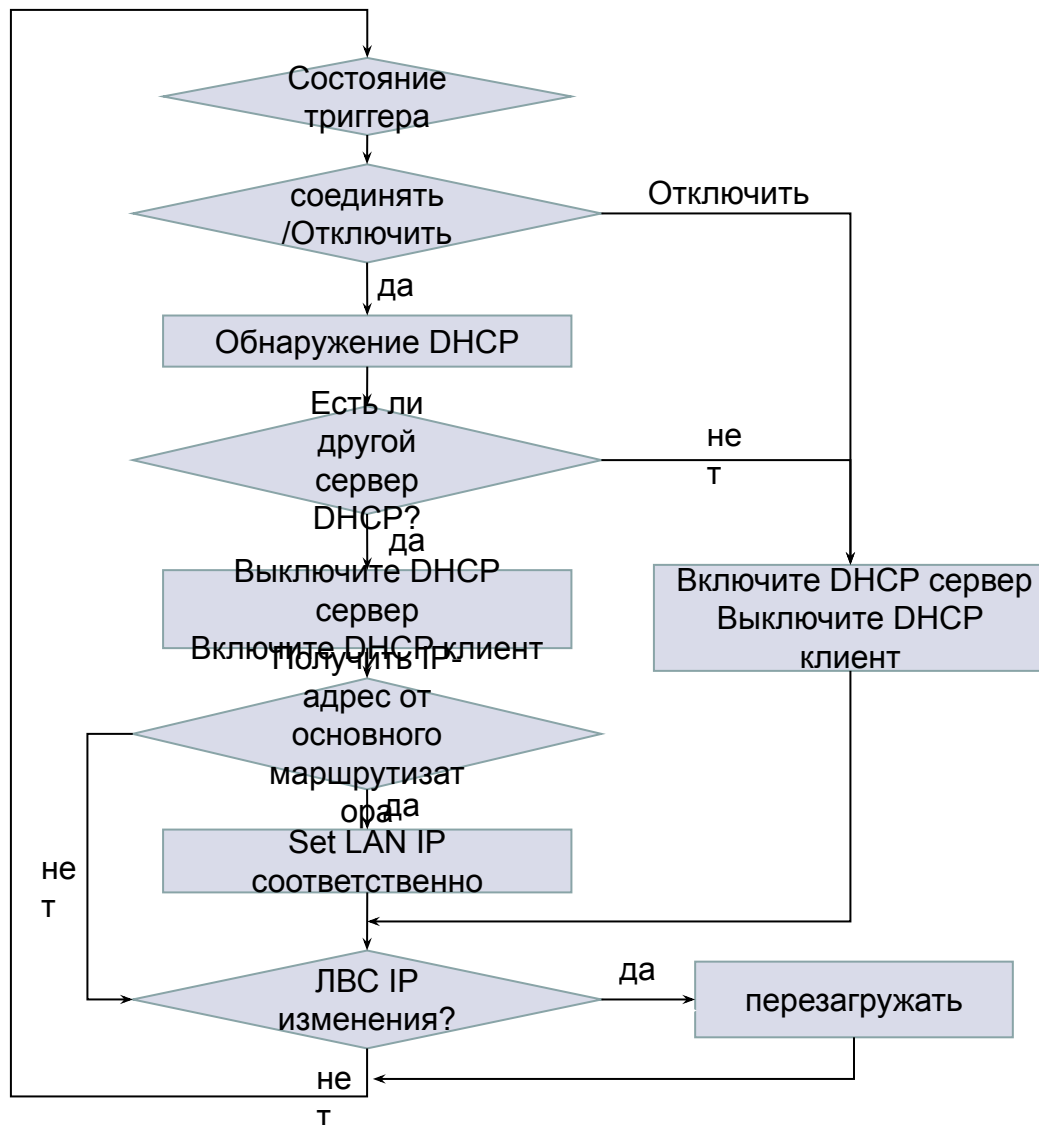 Состояние
триггера
соединять
/Отключить
Отключить
да
Обнаружение DHCP
Есть ли
другой
сервер
DHCP?
не
т
да
Выключите DHCP
сервер
Включите DHCP клиент
Включите DHCP сервер
Выключите DHCP
клиент
Получить IP-
адрес от
основного
маршрутизат
ора
да
не
т
Set LAN IP
соответственно
ЛВС IP
изменения?
да
перезагружать
не
т